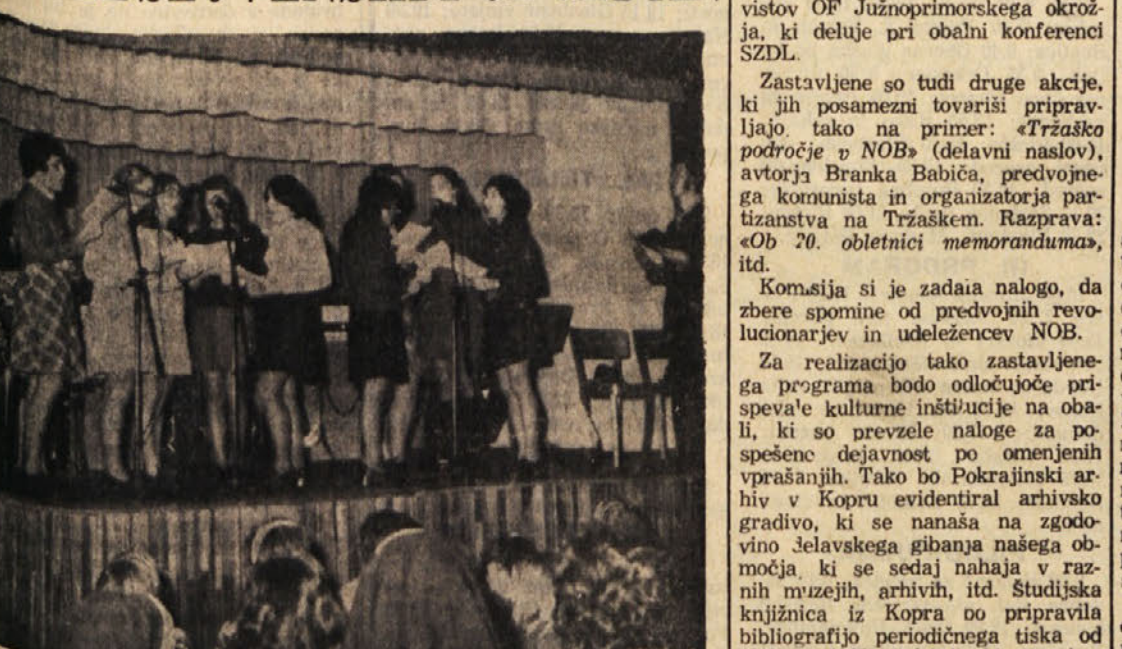 vistov OF Južnoprimorskega okrož-
ja, ki deluje pri obalni konferenci
SZDL.
Zastavljene so tudi druge akcije,
ki jih posamezni tovariši priprav-
ljajo, tako na primer: «Tržaško
področje v NOB» (delavni naslov),
avtorja Branka Babiča, predvojne-
ga komunista in organizatorja par-
tizanstva na Tržaškem. Razprava:
«Ob 20. obletnici memoranduma»,
itd.
Komisija si je zadala nalogo, da
zbere spomine od predvojnih revo-
lucionarjev in udeležencev NOB.
Za realizacijo tako zastavljene-
ga programa bodo odločujoče pri-
spevale kulturne inštitucije na oba-
li, ki so prevzele naloge za po-
spešeno dejavnost po omenjenih
vprašanjih. Tako bo Pokrajinski ar-
hiv v Kopru evidentiral arhivsko
gradivo, ki se nanaša na zgodo-
vino delavskega gibanja našega ob-
močja, ki se sedaj nahaja v raz-
nih muzejih, arhivih, itd. Študijska
knjižnica iz Kopra bo pripravila
bibliografijo periodičnega tiska od